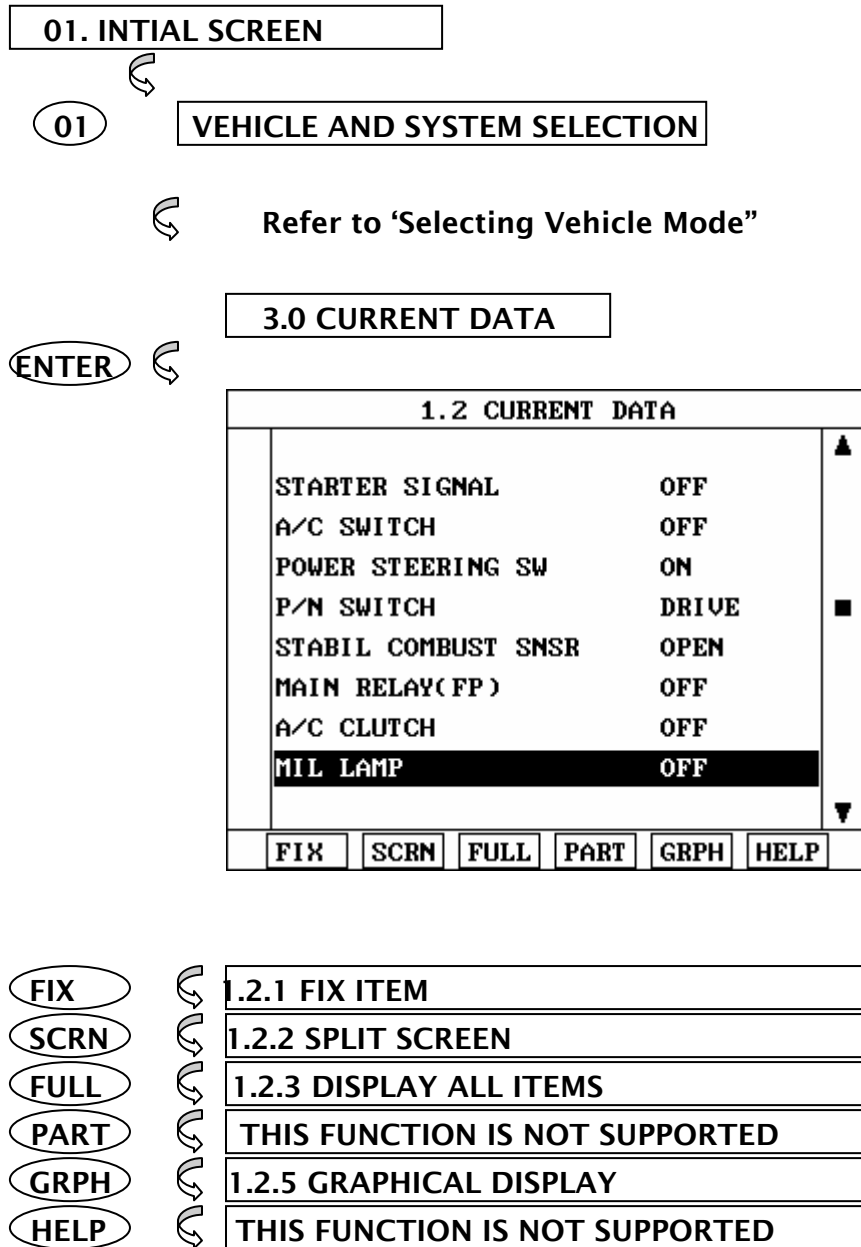 01. INTIAL SCREEN
01 VEHICLE AND SYSTEM SELECTION
Refer to ‘Selecting Vehicle Mode”
3.0 CURRENT DATA
ENTER
1.2 CURRENT DATA
STARTER SIGNAL OFF
A/C SWITCH OFF
POWER STEERING SW ON
P/N SWITCH DRIVE
STABIL COMBUST SNSR OPEN
MAIN RELAY(FP) OFF
A/C CLUTCH OFF
MIL LAMP OFF
FIX SCRN FULL PART GRPH HELP
FIX 1.2.1 FIX ITEM
SCRN 1.2.2 SPLIT SCREEN
FULL 1.2.3 DISPLAY ALL ITEMS
PART THIS FUNCTION IS NOT SUPPORTED
GRPH 1.2.5 GRAPHICAL DISPLAY
HELP THIS FUNCTION IS NOT SUPPORTED